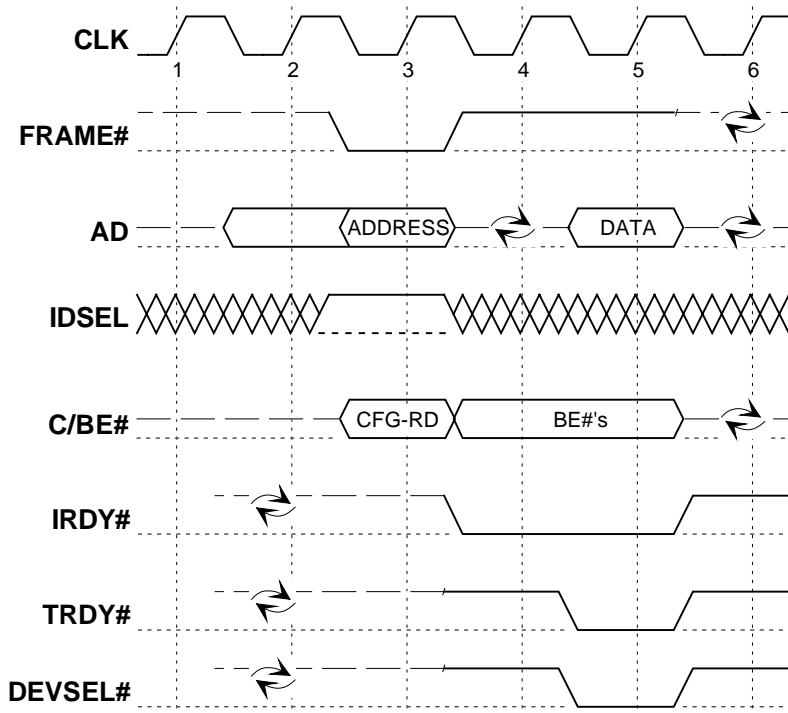 CLK
1 2 3 4 5 6
FRAME#
AD ADDRESS DATA
IDSEL
C/BE# CFG-RD BE#'s
IRDY#
TRDY#
DEVSEL#